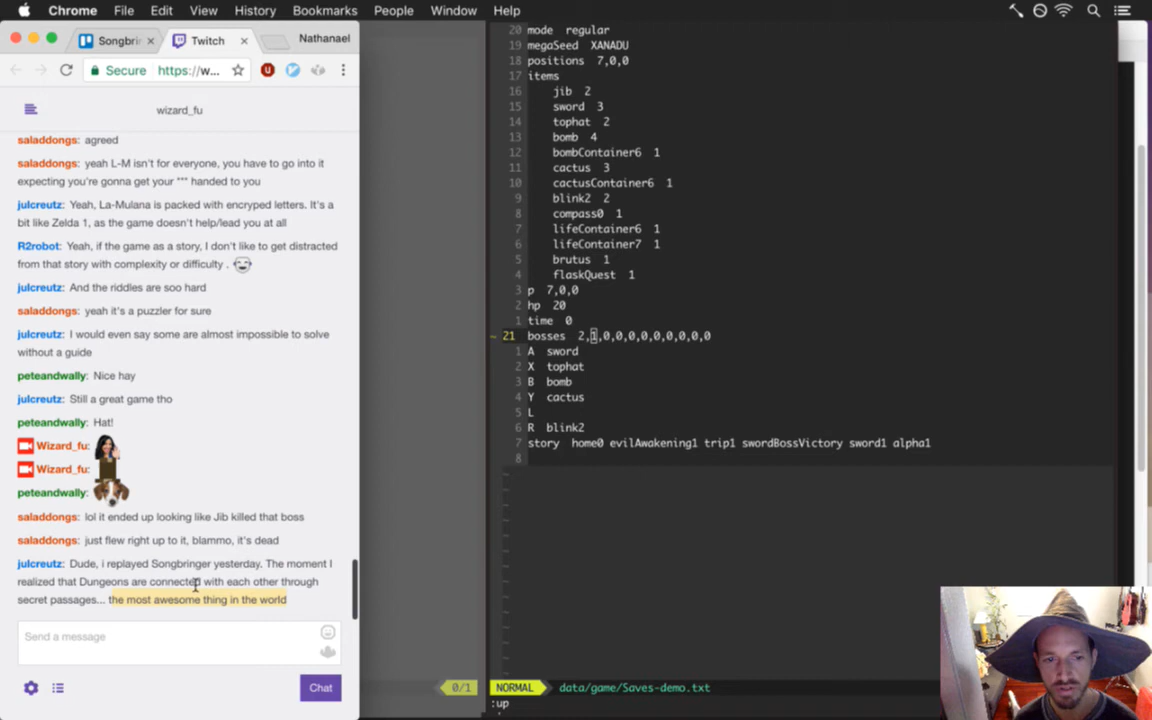 Chrome File Edit View History Bookmarks People Window Help
Songbrin
Twitch
Nathanael
Secure https://w...
wizard_fu
saladdongs: agreed
saladdongs: yeah L-M isn't for everyone, you have to go into it
expecting you're gonna get your *** handed to you
julcreutz: Yeah, La-Mulana is packed with encryped letters. It's a
bit like Zelda 1, as the game doesn't help/lead you at all
R2robot: Yeah, if the game as a story, I don't like to get distracted
from that story with complexity or difficulty .
julcreutz: And the riddles are soo hard
saladdongs: yeah it's a puzzler for sure
julcreutz: I would even say some are almost impossible to solve
without a guide
peteandwally: Nice hay
julcreutz: Still a great game tho
peteandwally: Hat!
Wizard_fu:
Wizard_fu:
peteandwally:
saladdongs: lol it ended up looking like Jib killed that boss
saladdongs: just flew right up to it, blammo, it's dead
julcreutz: Dude, i replayed Songbringer yesterday. The moment I
realized that Dungeons are connected with each other through
secret passages... the most awesome thing in the world
Send a message
Chat
20 mode regular
19 megaSeed XANADU
18 positions 7,0,0
17 items
16 jib 2
15 sword 3
14 tophat 2
13 bomb 4
12 bombContainer6 1
11 cactus 3
10 cactusContainer6 1
9 blink2 2
8 compass0 1
7 lifeContainer6 1
6 lifeContainer7 1
5 brutus 1
4 flaskQuest 1
3 p 7,0,0
2 hp 20
1 time 0
~ 21 bosses 2,1,0,0,0,0,0,0,0,0,0
1 A sword
2 X tophat
3 B bomb
4 Y cactus
5 L
6 R blink2
7 story home0 evilAwakening1 trip1 swordBossVictory sword1 alpha1
8
0/1
NORMAL data/game/Saves-demo.txt
:up